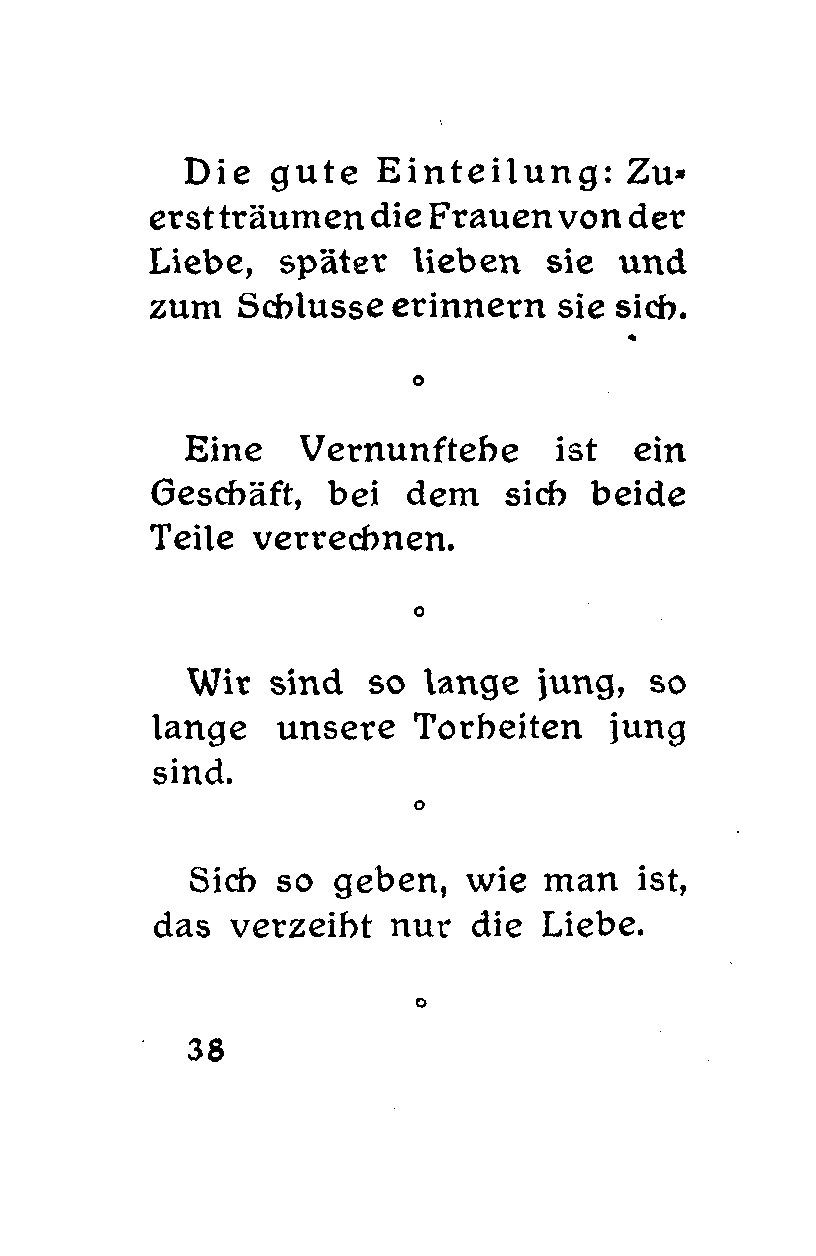 Die gute Einteilung: Zu-
erst träumen die Frauen von der
Liebe, später lieben sie und
zum Schlusse erinnern sie sich.
o
Eine Vernunftehe ist ein
Geschäft, bei dem sich beide
Teile verrechnen.
o
Wir sind so lange jung, so
lange unsere Torheiten jung
sind.
o
Sich so geben, wie man ist,
das verzeiht nur die Liebe.
o
38